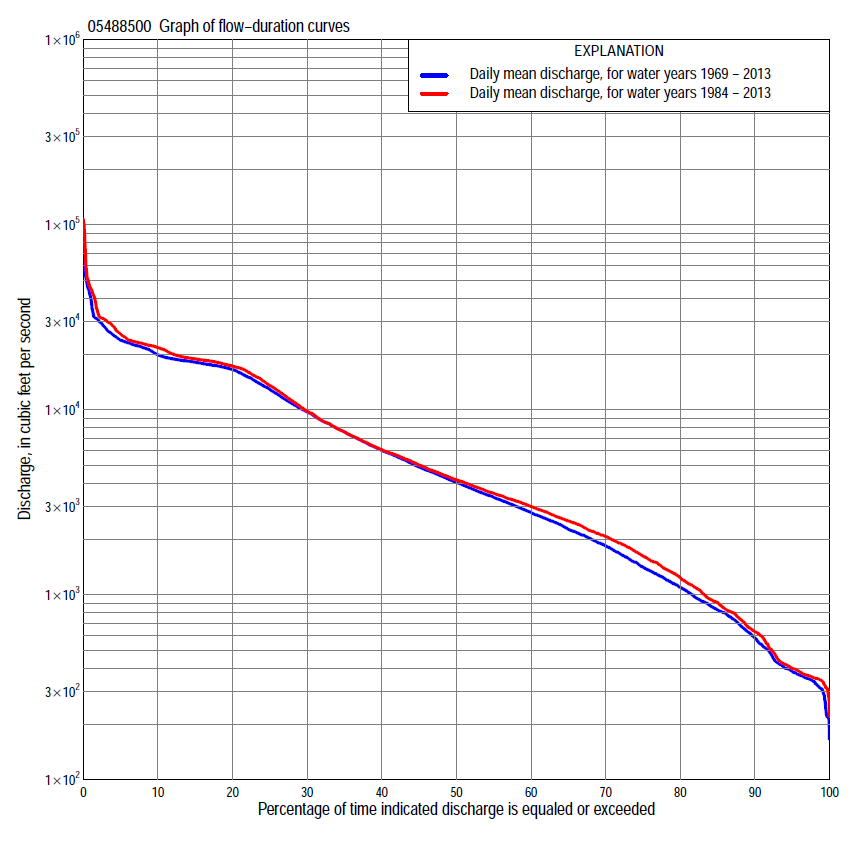 05488500 Graph of flow−duration curves
EXPLANATION
Daily mean discharge, for water years 1969 − 2013
Daily mean discharge, for water years 1984 − 2013
Discharge, in cubic feet per second
1×10⁶
3×10⁵
1×10⁵
3×10⁴
1×10⁴
3×10³
1×10³
3×10²
1×10²
0 10 20 30 40 50 60 70 80 90 100
Percentage of time indicated discharge is equaled or exceeded